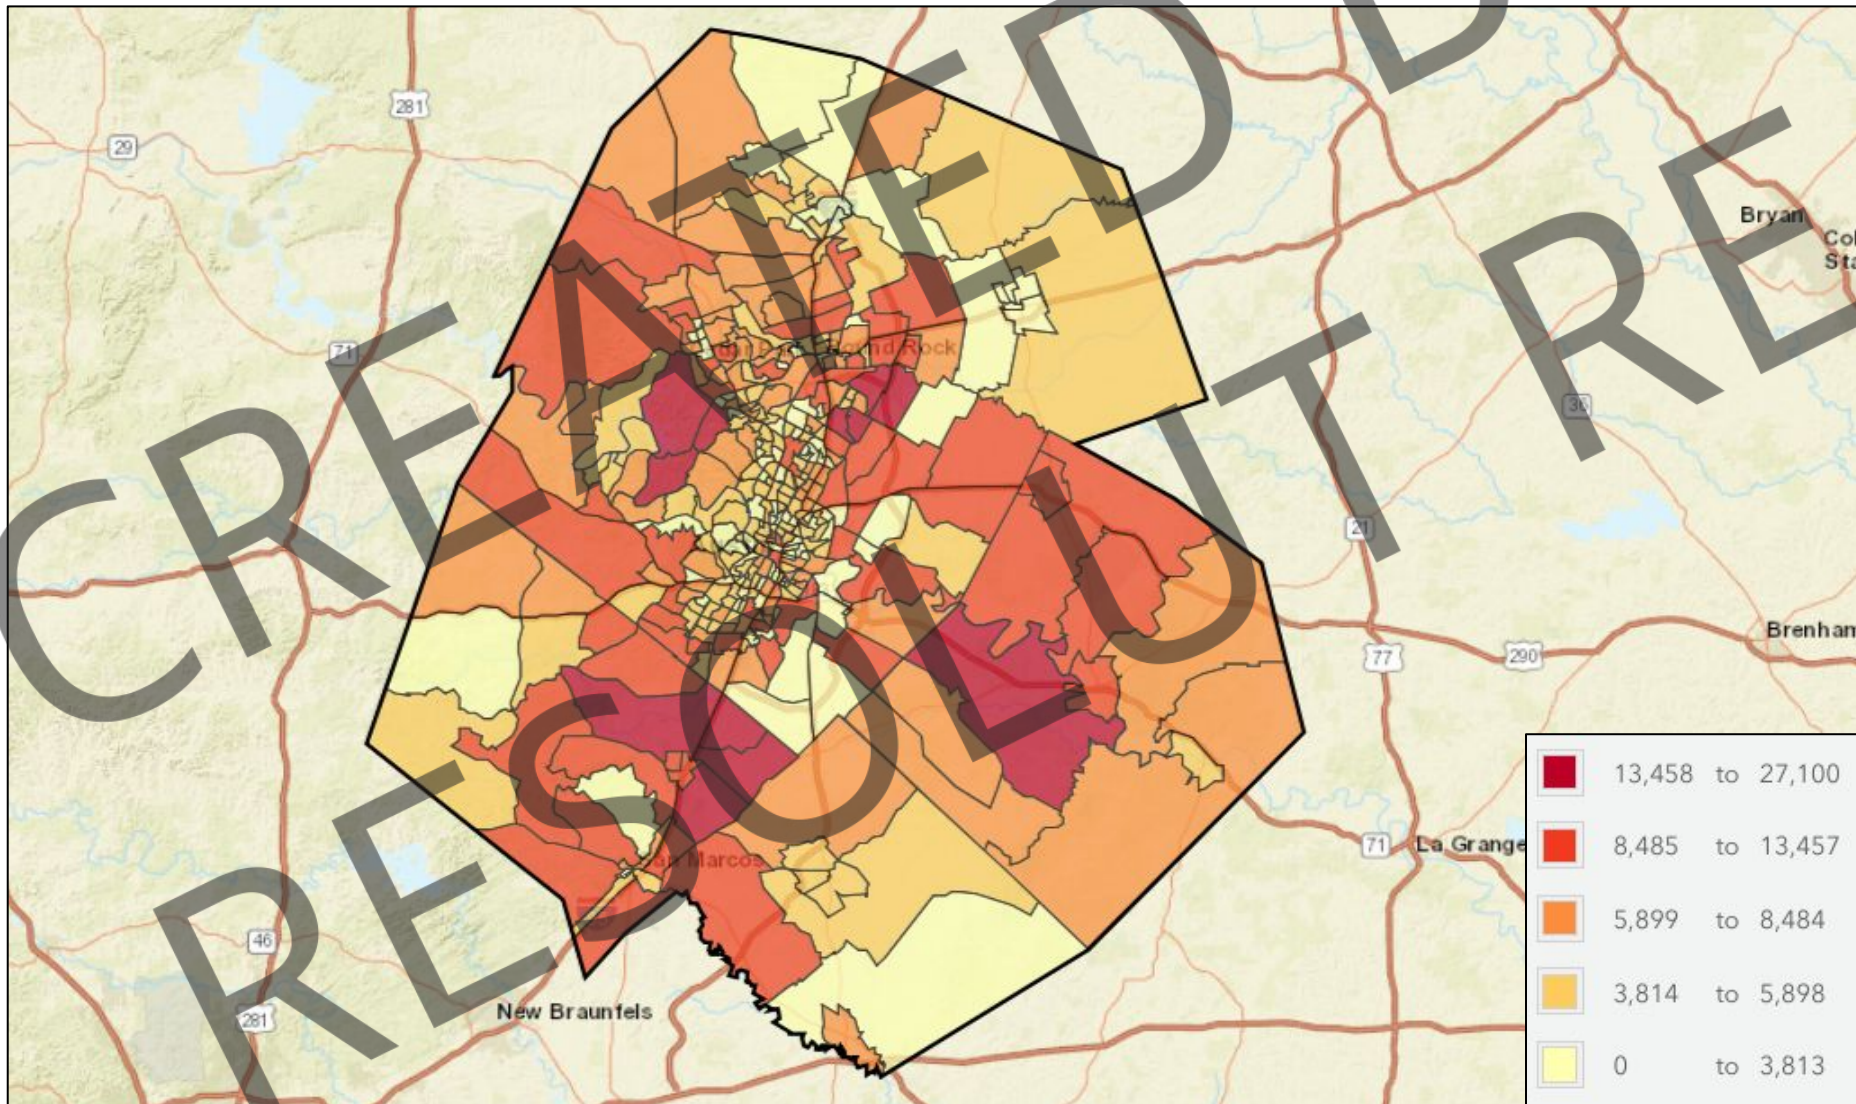 281
29
Bryan
Col
Sta
71
Round Rock
36
21
Brenham
77
290
13,458 to 27,100
8,485 to 13,457
71
La Grange
San Marcos
5,899 to 8,484
46
3,814 to 5,898
New Braunfels
281
0 to 3,813
CREATED B
RESOLUT RE